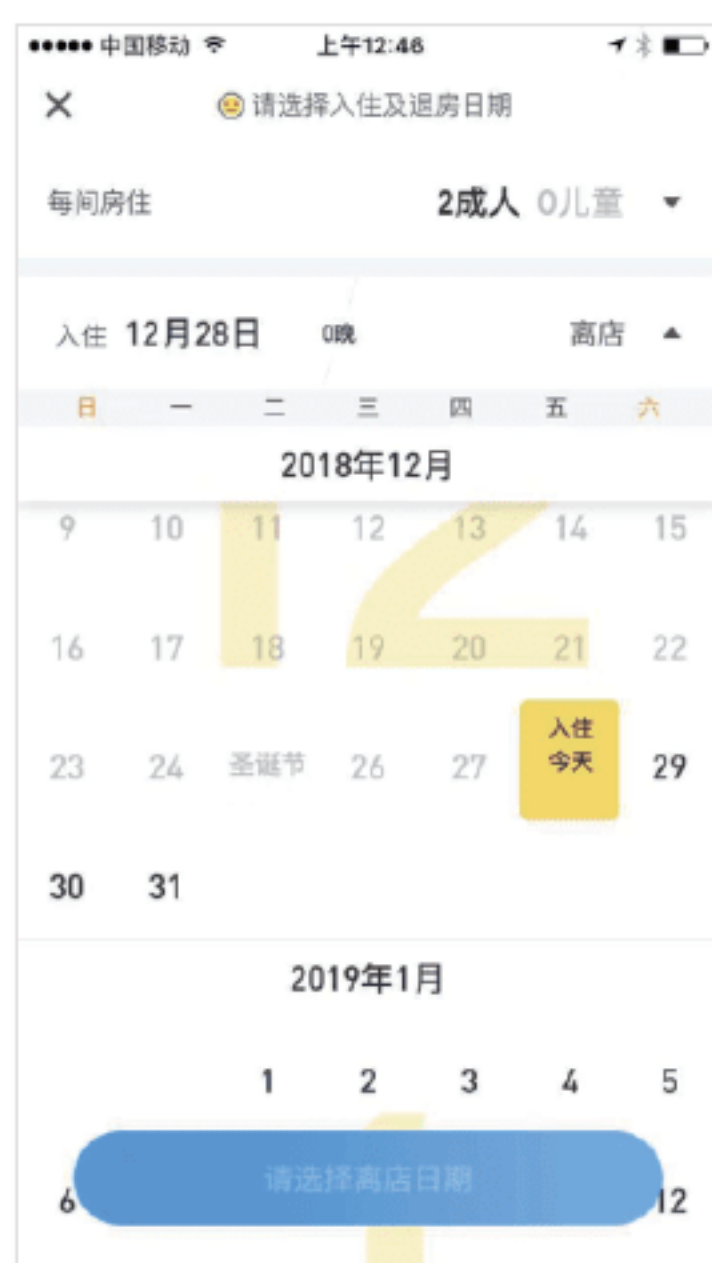 中国移动 上午12:46
请选择入住及退房日期
每间房住 2成人 0儿童
入住 12月28日 0晚 离店
日 一 二 三 四 五 六
2018年12月
12
9 10 11 12 13 14 15
16 17 18 19 20 21 22
入住
23 24 圣诞节 26 27 今天 29
30 31
2019年1月
1 2 3 4 5
请选择离店日期
6 12
1